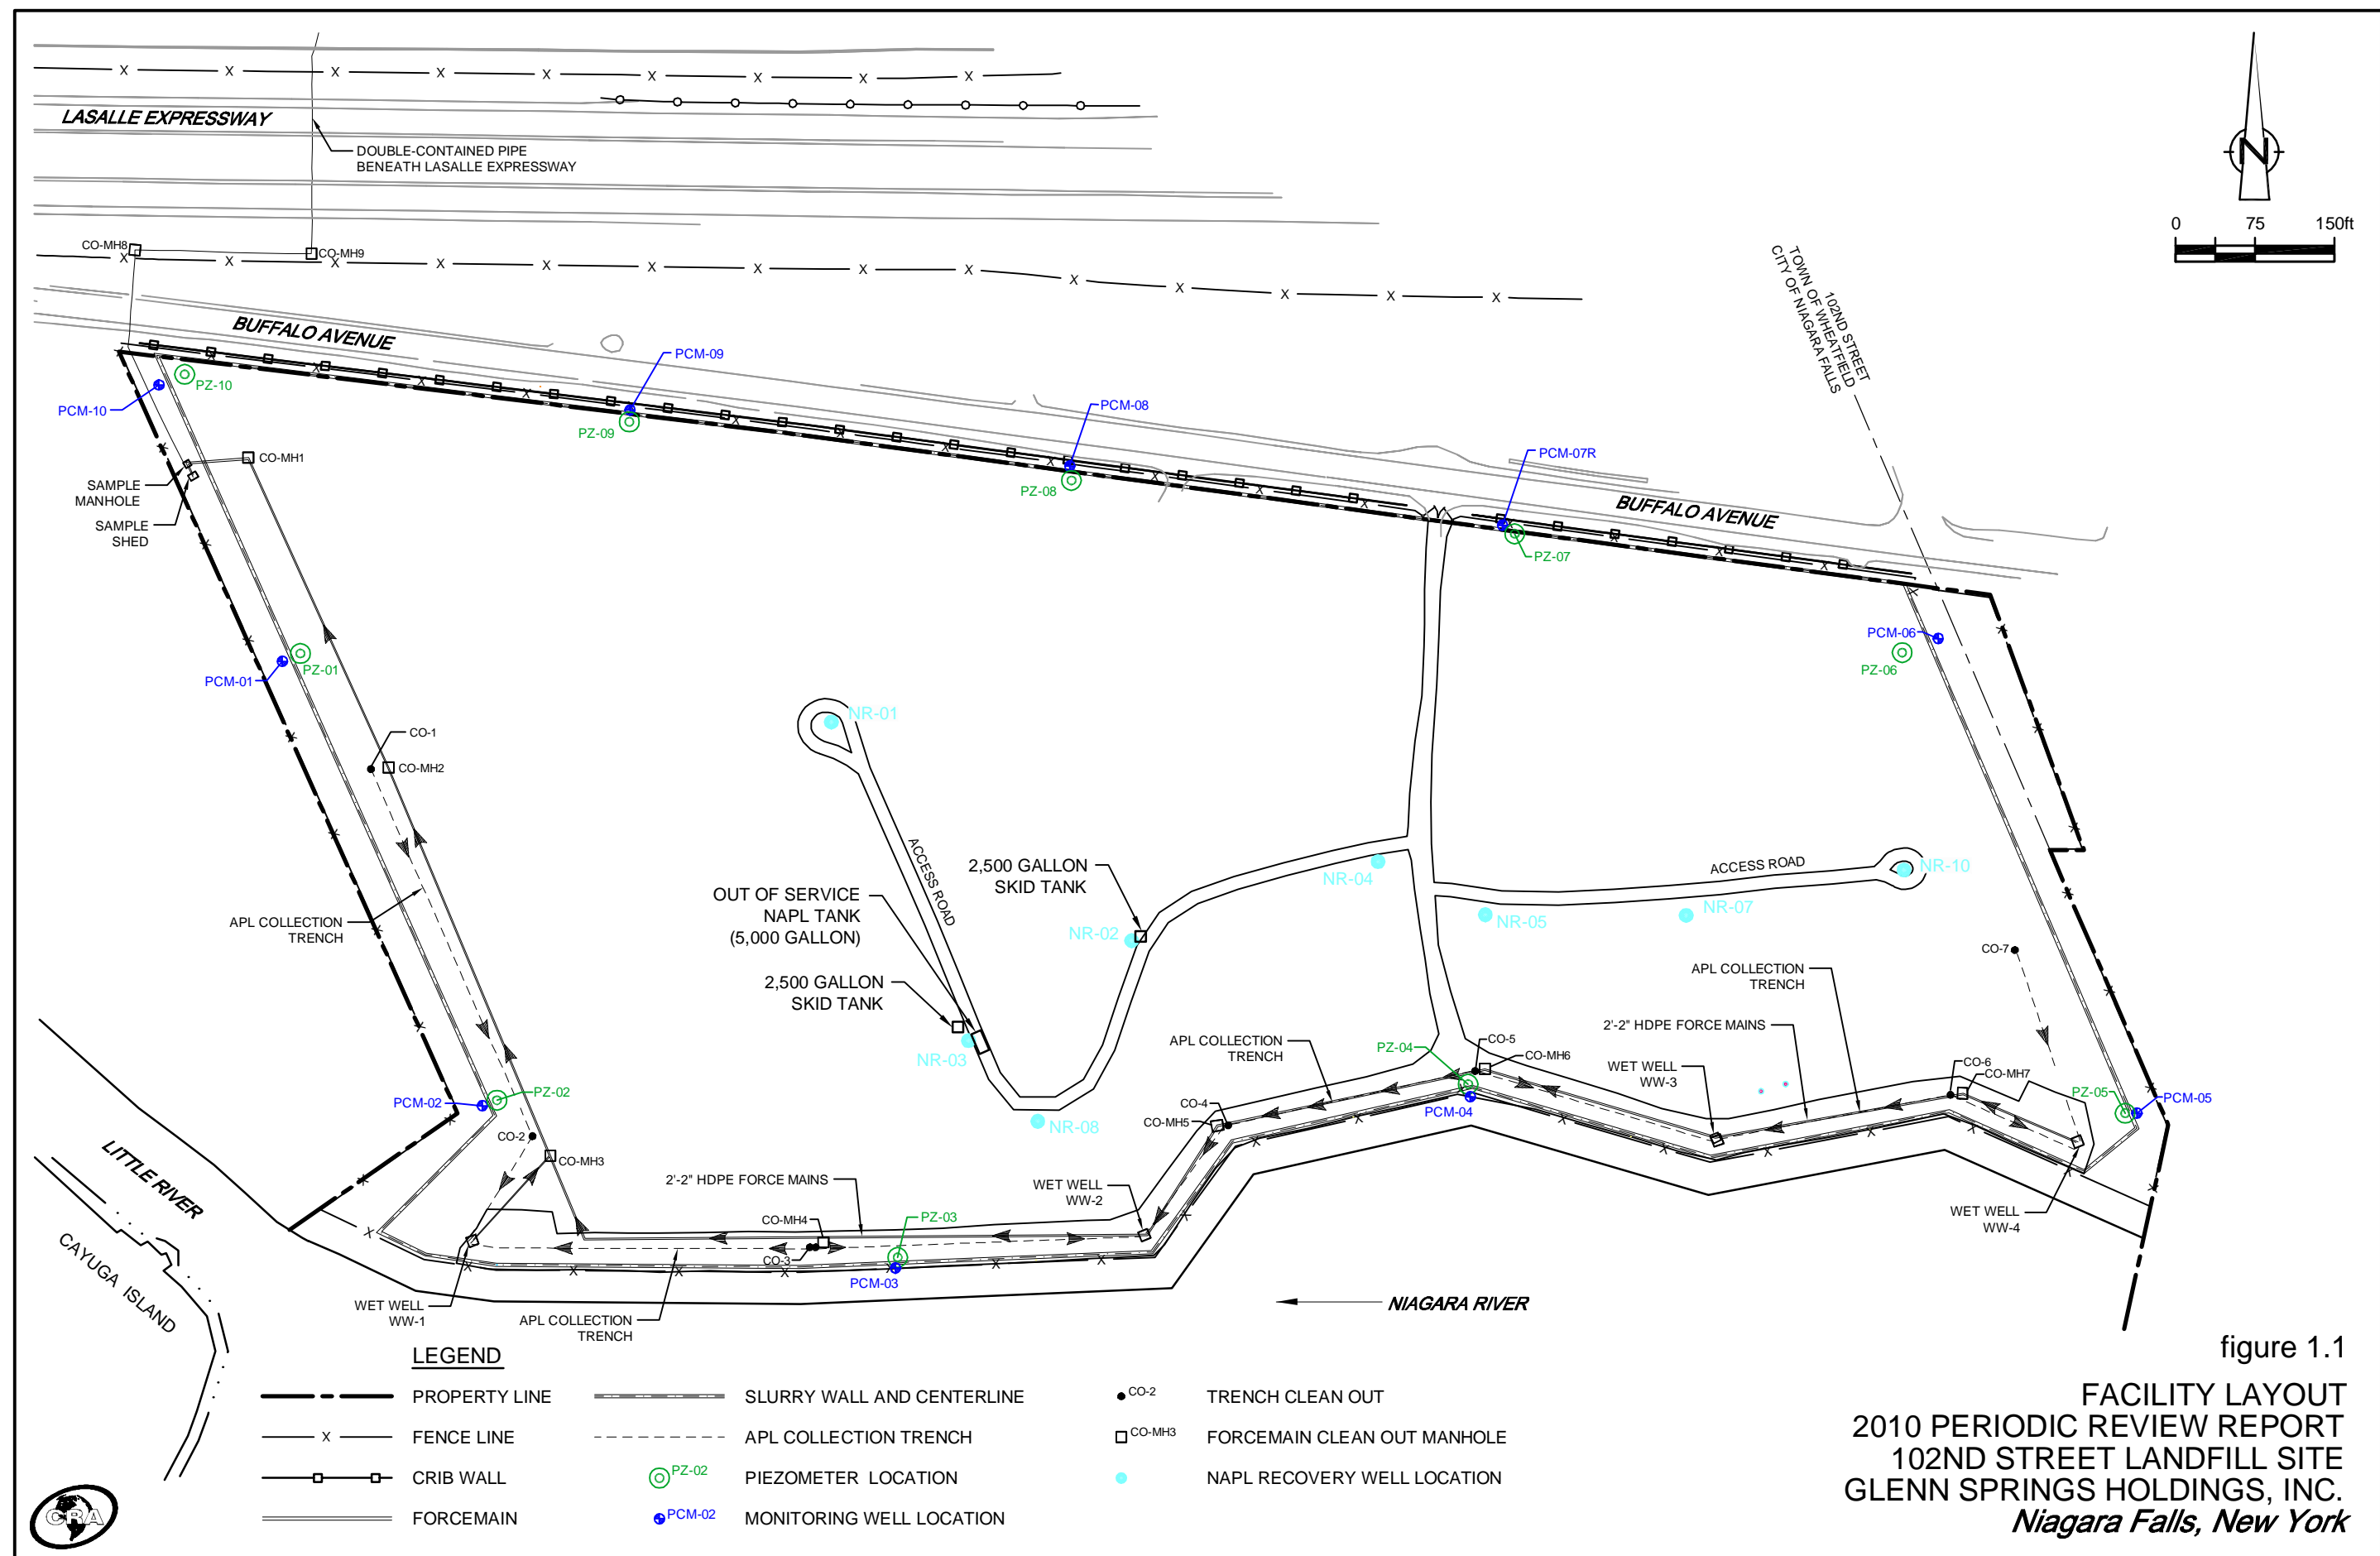 LASALLE EXPRESSWAY
DOUBLE-CONTAINED PIPE
BENEATH LASALLE EXPRESSWAY
N
0 75 150ft
CO-MH8
CO-MH9
102ND STREET
TOWN OF WHEATFIELD
CITY OF NIAGARA FALLS
BUFFALO AVENUE
PCM-09
PZ-10
PCM-10
PZ-09
PCM-08
PZ-08
PCM-07R
PZ-07
BUFFALO AVENUE
CO-MH1
SAMPLE
MANHOLE
SAMPLE
SHED
PCM-06
PZ-06
PZ-01
PCM-01
NR-01
CO-1
CO-MH2
ACCESS ROAD
2,500 GALLON
SKID TANK
OUT OF SERVICE
NAPL TANK
(5,000 GALLON)
NR-02
NR-04
ACCESS ROAD
NR-10
NR-05
NR-07
APL COLLECTION
TRENCH
2,500 GALLON
SKID TANK
NR-03
CO-7
APL COLLECTION
TRENCH
2'-2" HDPE FORCE MAINS
APL COLLECTION
TRENCH
PZ-04
CO-5
CO-MH6
WET WELL
WW-3
CO-6
CO-MH7
PZ-05
PCM-05
PCM-02
PZ-02
NR-08
CO-4
CO-MH5
PCM-04
CO-2
CO-MH3
LITTLE RIVER
CAYUGA ISLAND
2'-2" HDPE FORCE MAINS
WET WELL
WW-2
CO-MH4
PZ-03
CO-3
PCM-03
WET WELL
WW-4
WET WELL
WW-1
APL COLLECTION
TRENCH
NIAGARA RIVER
LEGEND
PROPERTY LINE
SLURRY WALL AND CENTERLINE
CO-2 TRENCH CLEAN OUT
X FENCE LINE
APL COLLECTION TRENCH
CO-MH3 FORCEMAIN CLEAN OUT MANHOLE
CRIB WALL
PZ-02 PIEZOMETER LOCATION
NAPL RECOVERY WELL LOCATION
FORCEMAIN
PCM-02 MONITORING WELL LOCATION
CRA
figure 1.1
FACILITY LAYOUT
2010 PERIODIC REVIEW REPORT
102ND STREET LANDFILL SITE
GLENN SPRINGS HOLDINGS, INC.
Niagara Falls, New York